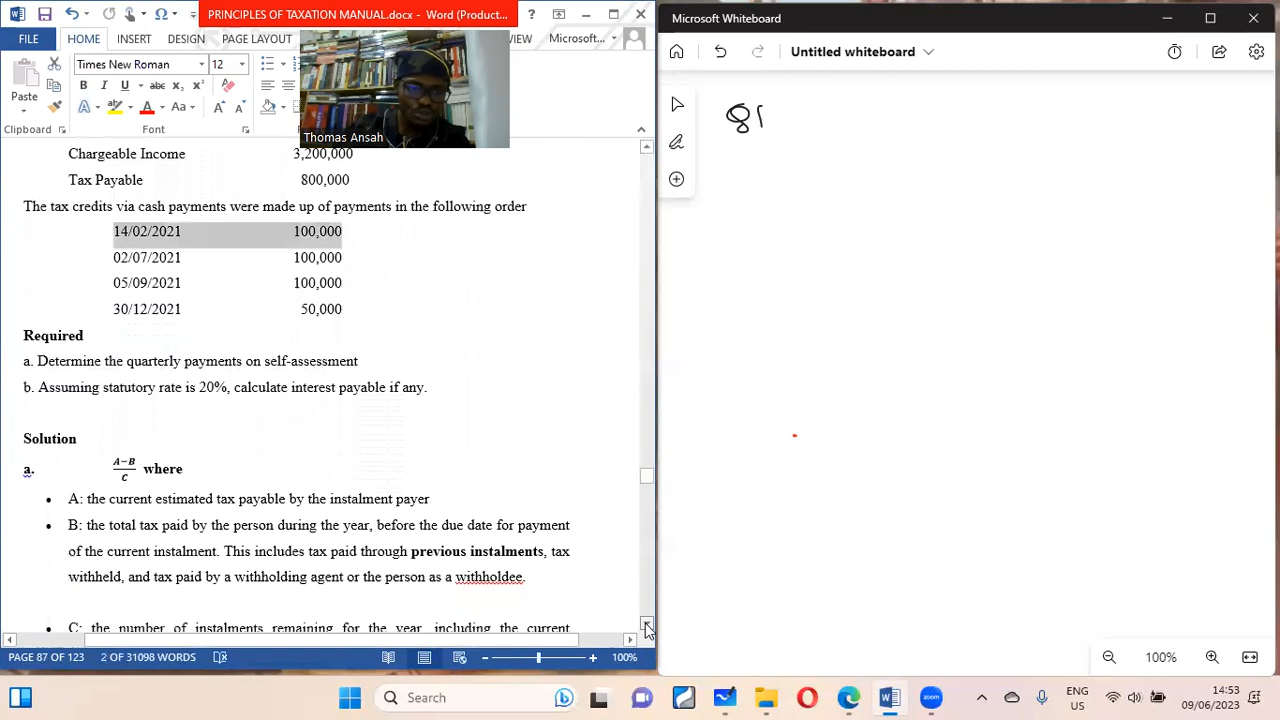 PRINCIPLES OF TAXATION MANUAL.docx - Word (Product...
FILE HOME INSERT DESIGN PAGE LAYOUT VIEW Microsoft...
Times New Roman 12
Paste B I U abc X₂ X² A Aa A A
Clipboard Font
Thomas Ansah
Chargeable Income 3,200,000
Tax Payable 800,000
The tax credits via cash payments were made up of payments in the following order
14/02/2021 100,000
02/07/2021 100,000
05/09/2021 100,000
30/12/2021 50,000
Required
a. Determine the quarterly payments on self-assessment
b. Assuming statutory rate is 20%, calculate interest payable if any.
Solution
a. A-B/C where
• A: the current estimated tax payable by the instalment payer
• B: the total tax paid by the person during the year, before the due date for payment
of the current instalment. This includes tax paid through previous instalments, tax
withheld, and tax paid by a withholding agent or the person as a withholdee.
• C: the number of instalments remaining for the year, including the current
PAGE 87 OF 123 2 OF 31098 WORDS 100%
Microsoft Whiteboard
Untitled whiteboard
100%
Search
ENG
US
14:53
09/06/2023